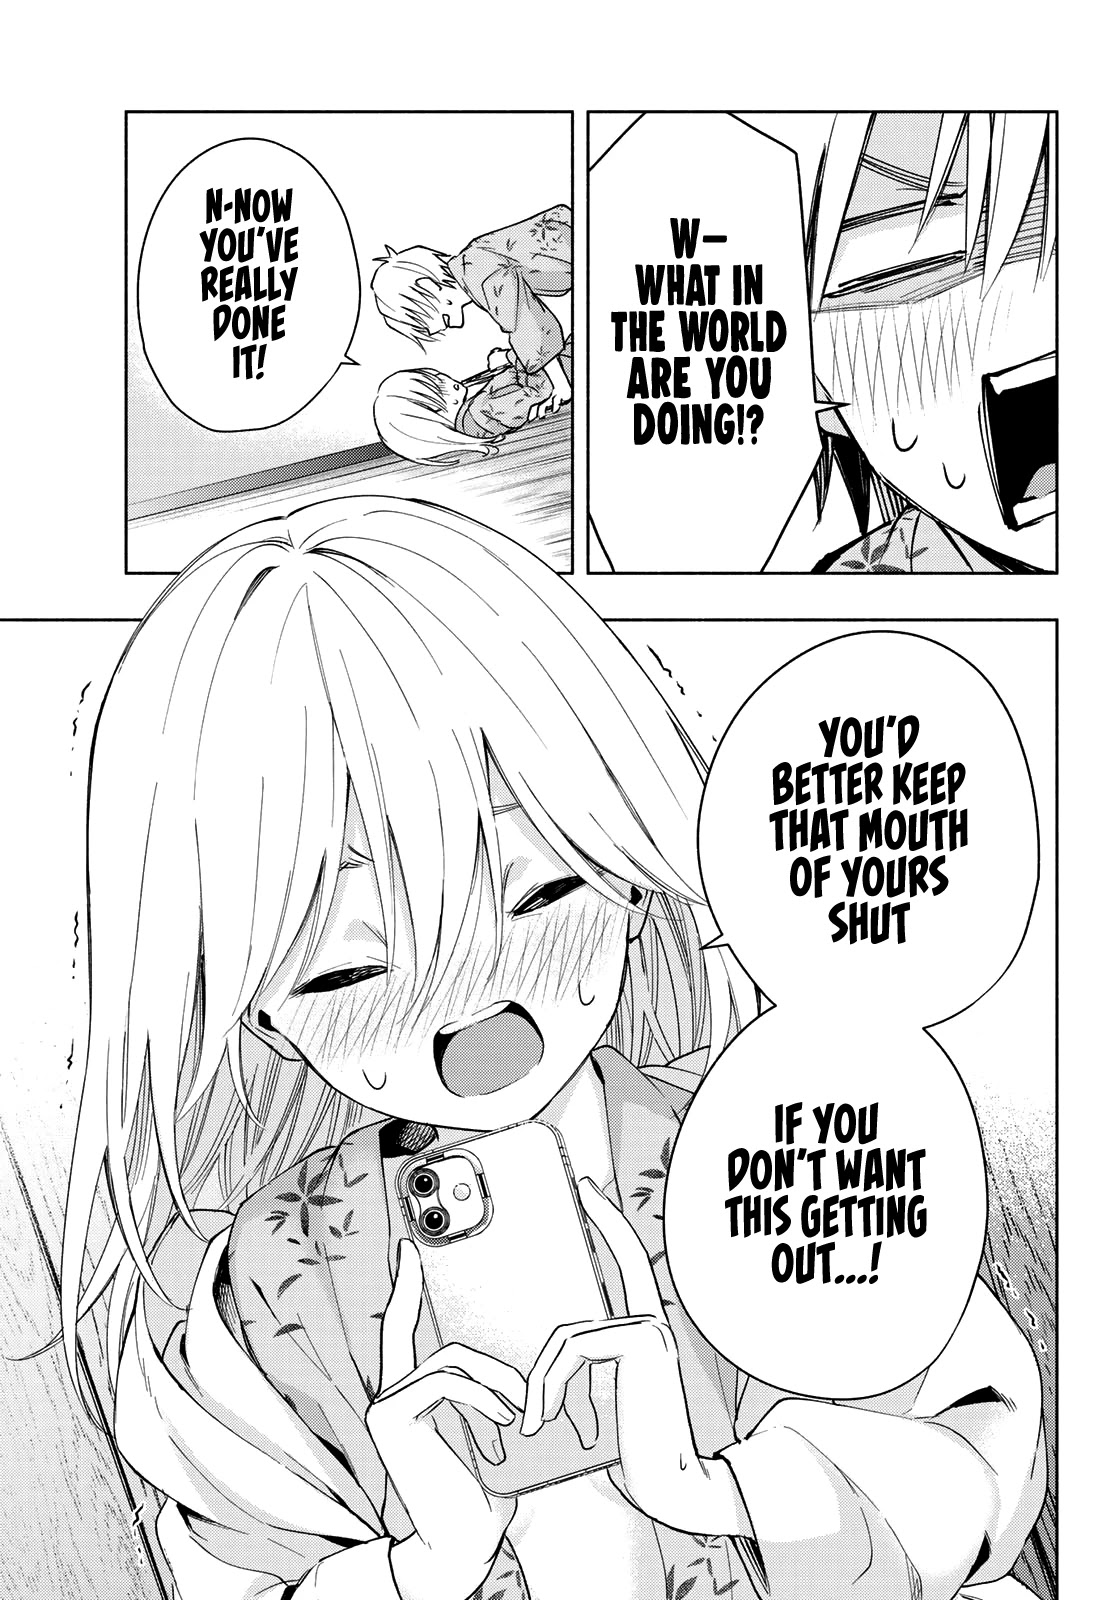 W—
WHAT IN
THE WORLD
ARE YOU
DOING!?
N-NOW
YOU'VE
REALLY
DONE
IT!
YOU'D
BETTER KEEP
THAT MOUTH
OF YOURS
SHUT
IF YOU
DON'T WANT
THIS GETTING
OUT...!